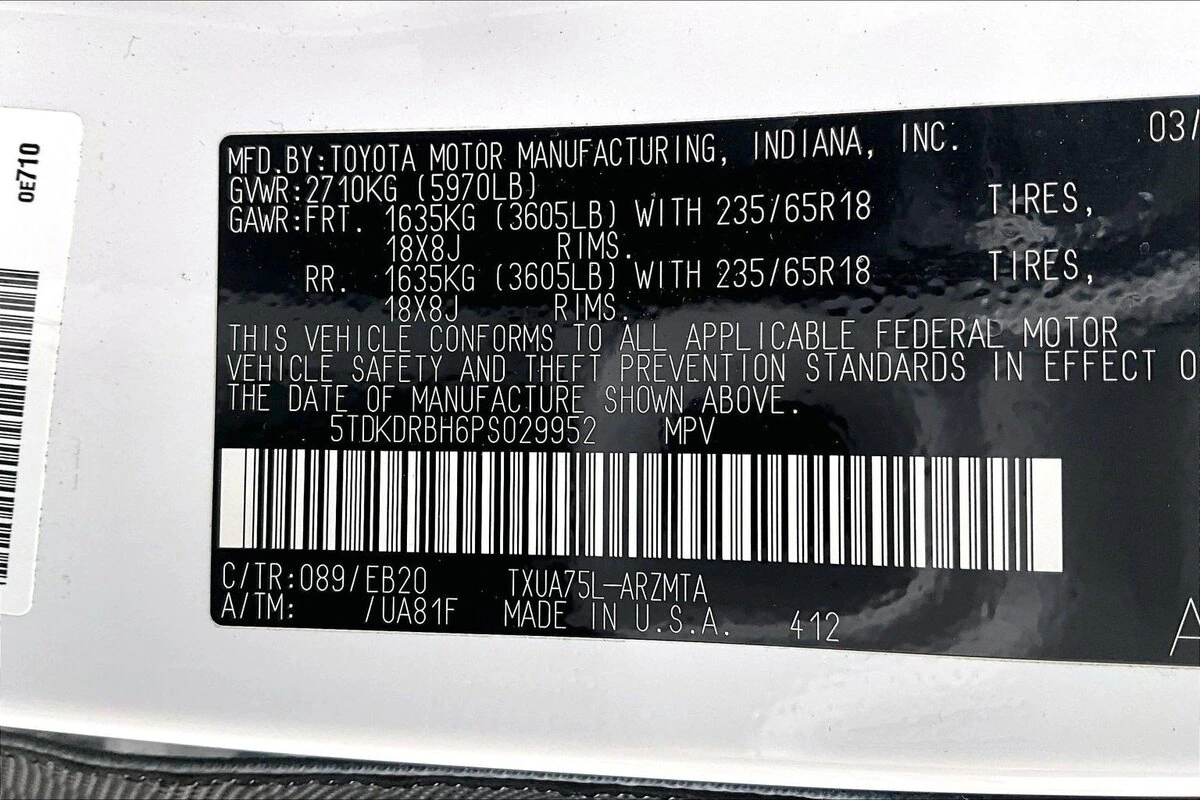 0E710
MFD.BY:TOYOTA MOTOR MANUFACTURING, INDIANA, INC. 03/
GVWR:2710KG (5970LB)
GAWR:FRT. 1635KG (3605LB) WITH 235/65R18 TIRES,
18X8J RIMS.
RR. 1635KG (3605LB) WITH 235/65R18 TIRES,
18X8J RIMS.
THIS VEHICLE CONFORMS TO ALL APPLICABLE FEDERAL MOTOR
VEHICLE SAFETY AND THEFT PREVENTION STANDARDS IN EFFECT O
THE DATE OF MANUFACTURE SHOWN ABOVE.
5TDKDRBH6PS029952 MPV
C/TR:089/EB20 TXUA75L-ARZMTA
A/TM: /UA81F MADE IN U.S.A. 412 A